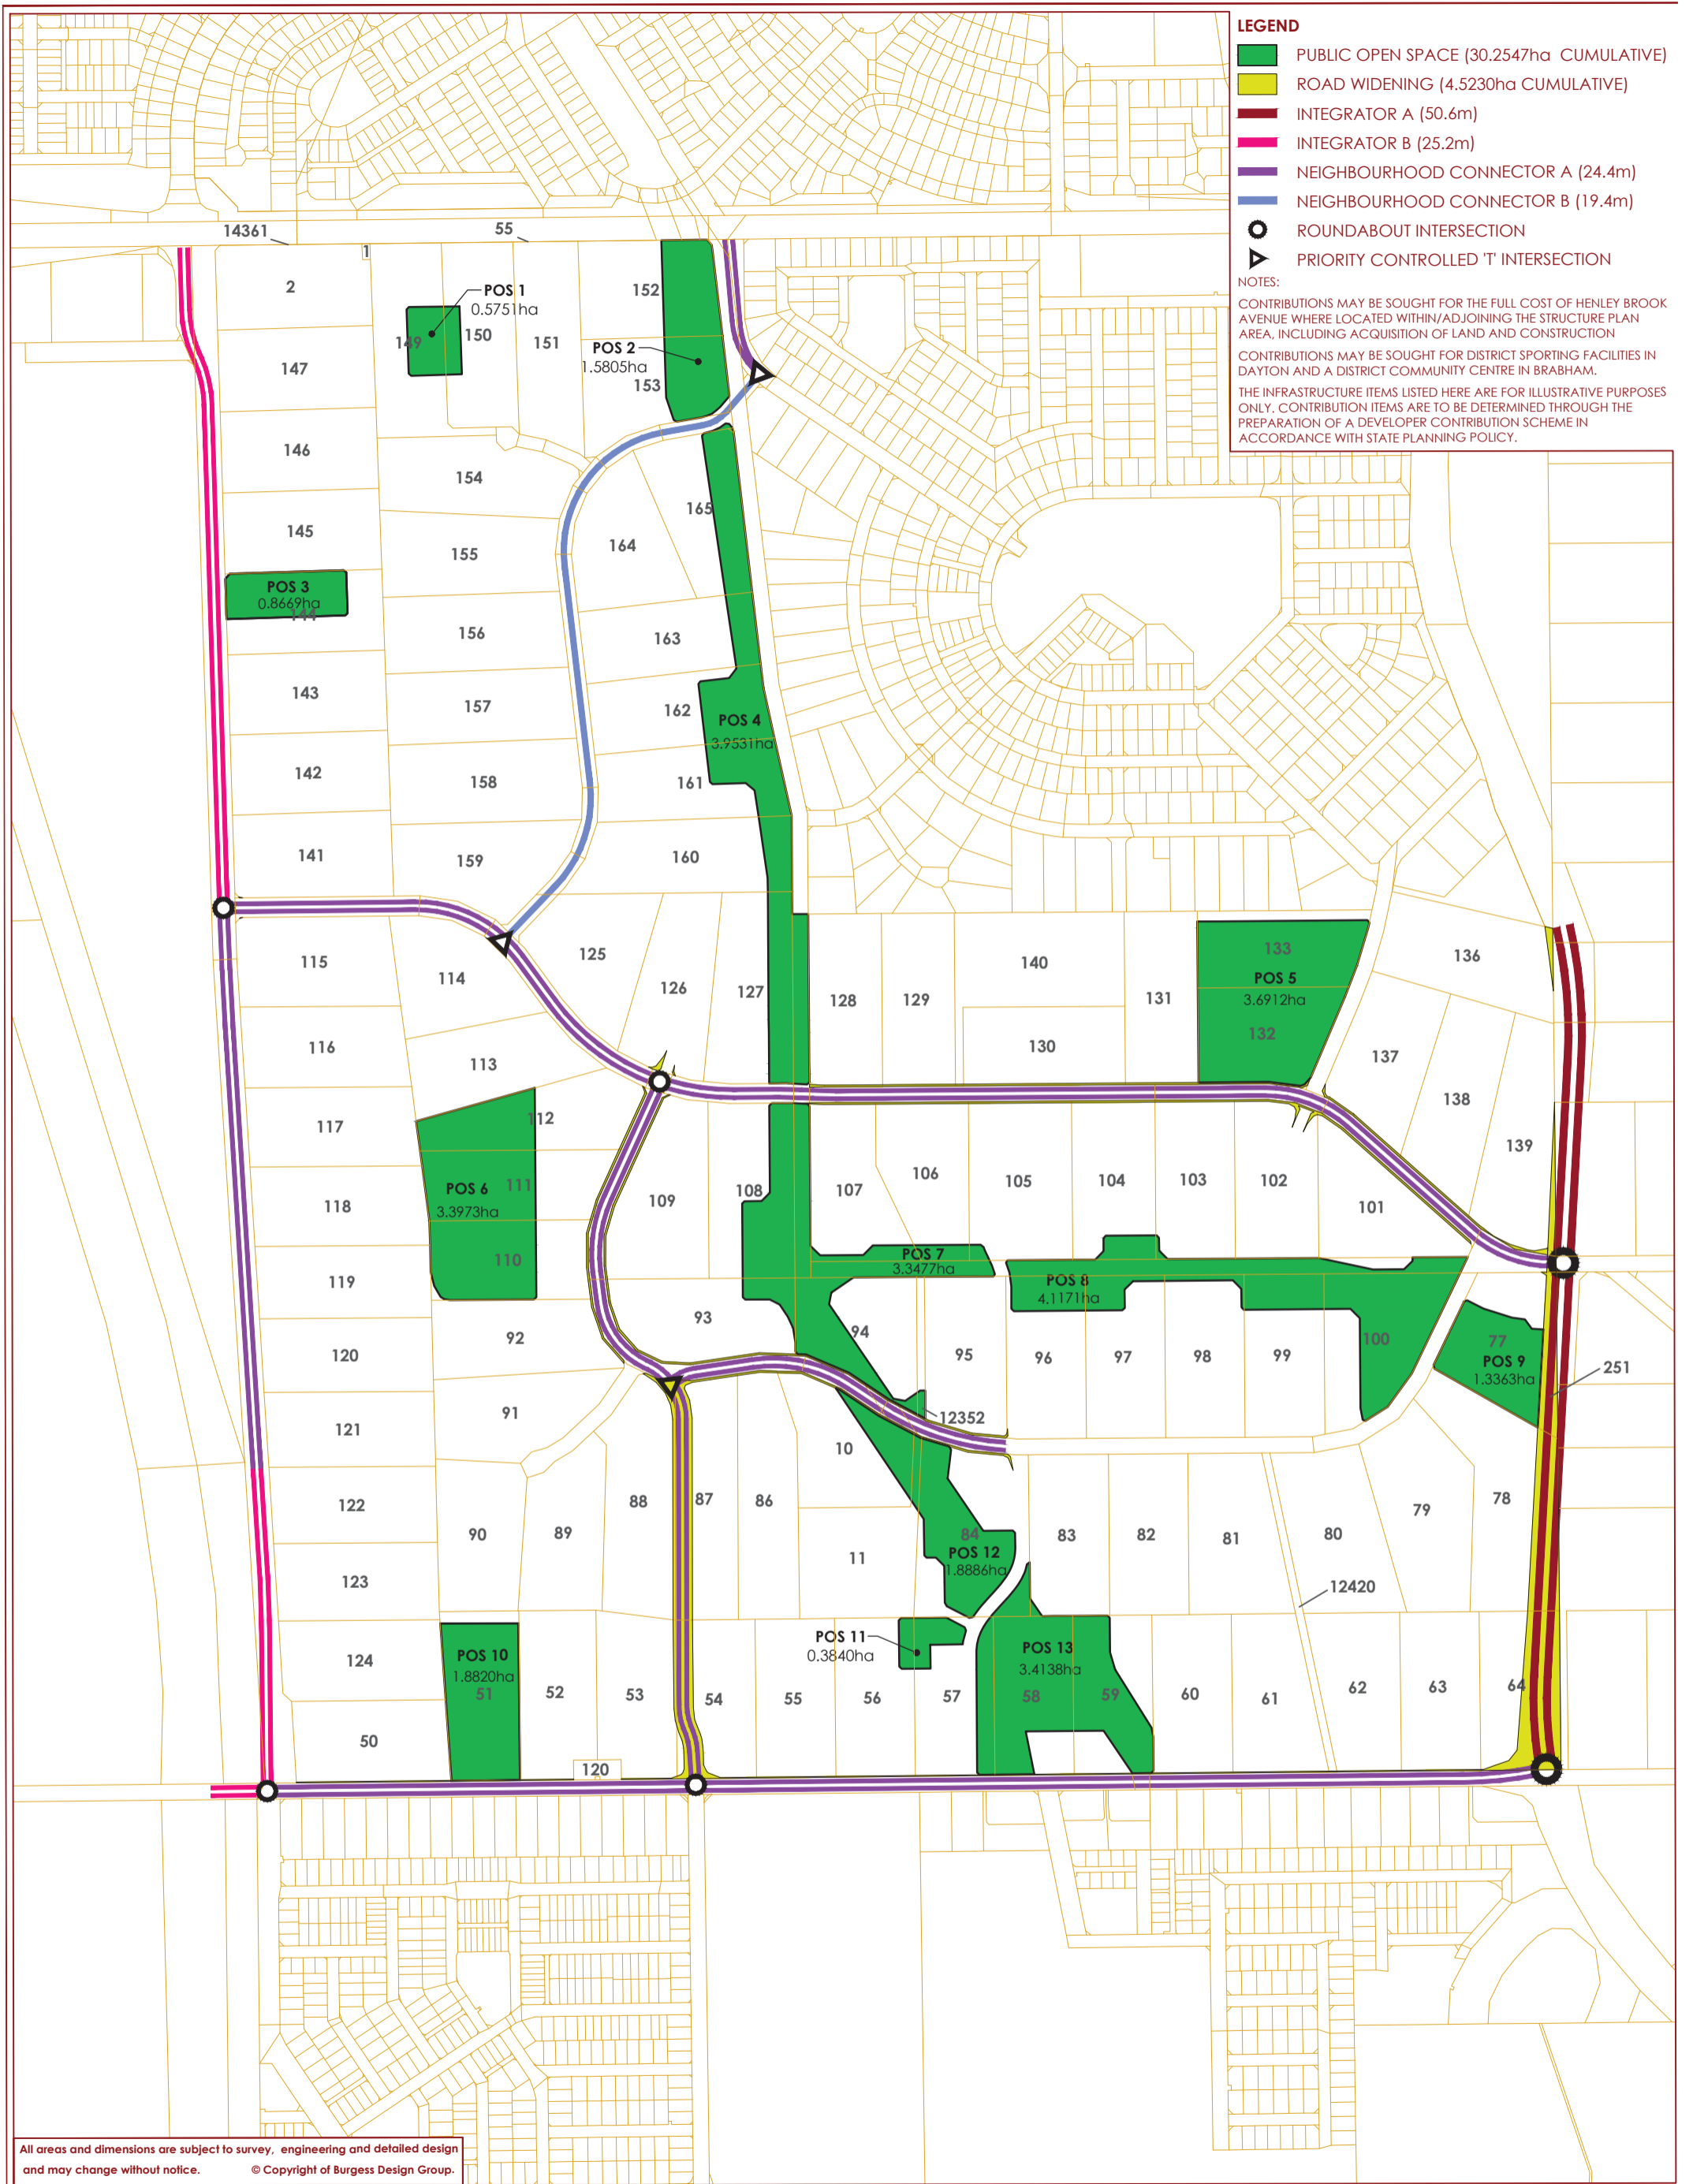 LEGEND
PUBLIC OPEN SPACE (30.2547ha CUMULATIVE)
ROAD WIDENING (4.5230ha CUMULATIVE)
INTEGRATOR A (50.6m)
INTEGRATOR B (25.2m)
NEIGHBOURHOOD CONNECTOR A (24.4m)
NEIGHBOURHOOD CONNECTOR B (19.4m)
ROUNDABOUT INTERSECTION
PRIORITY CONTROLLED 'T' INTERSECTION
NOTES:
CONTRIBUTIONS MAY BE SOUGHT FOR THE FULL COST OF HENLEY BROOK
AVENUE WHERE LOCATED WITHIN/ADJOINING THE STRUCTURE PLAN
AREA, INCLUDING ACQUISITION OF LAND AND CONSTRUCTION
CONTRIBUTIONS MAY BE SOUGHT FOR DISTRICT SPORTING FACILITIES IN
DAYTON AND A DISTRICT COMMUNITY CENTRE IN BRABHAM.
THE INFRASTRUCTURE ITEMS LISTED HERE ARE FOR ILLUSTRATIVE PURPOSES
ONLY. CONTRIBUTION ITEMS ARE TO BE DETERMINED THROUGH THE
PREPARATION OF A DEVELOPER CONTRIBUTION SCHEME IN
ACCORDANCE WITH STATE PLANNING POLICY.
14361
55
1
2
152
POS 1
0.5751ha
149
150
151
POS 2
1.5805ha
153
147
146
154
145
165
164
155
POS 3
0.8669ha
144
156
163
143
157
162
POS 4
3.9531ha
142
158
161
141
159
160
115
114
125
126
127
128
129
140
130
131
133
POS 5
3.6912ha
132
136
137
138
139
116
113
117
112
118
POS 6
3.3973ha
111
110
109
108
107
106
105
104
103
102
101
119
POS 7
3.3477ha
POS 8
4.1171ha
120
92
93
94
95
96
97
98
99
100
77
POS 9
1.3363ha
251
121
91
12352
10
122
90
89
88
87
86
11
84
POS 12
1.8886ha
83
82
81
80
79
78
123
12420
124
POS 10
1.8820ha
51
52
53
54
55
56
POS 11
0.3840ha
57
POS 13
3.4138ha
58
59
60
61
62
63
64
50
120
All areas and dimensions are subject to survey, engineering and detailed design
and may change without notice. © Copyright of Burgess Design Group.